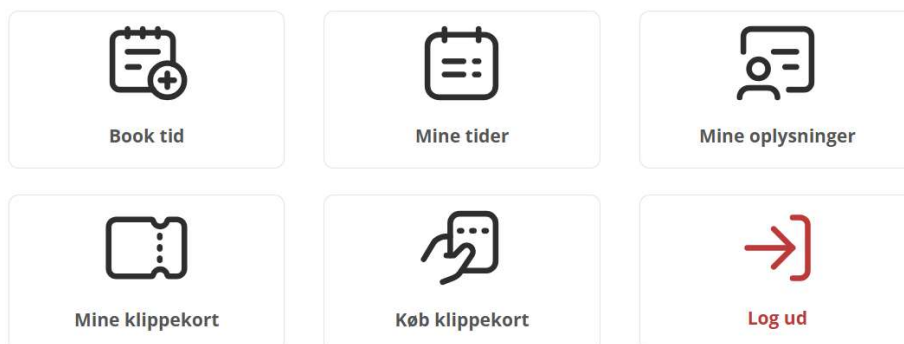 Book tid
Mine tider
Mine oplysninger
Mine klippekort
Køb klippekort
Log ud